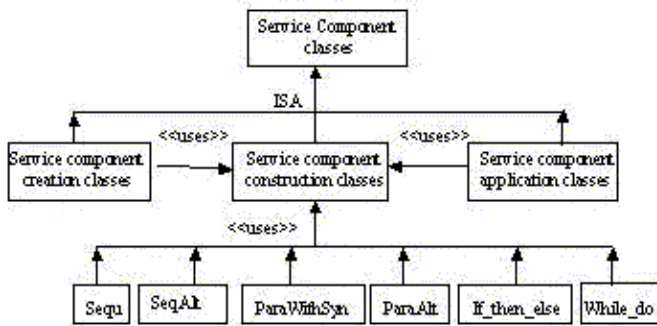 Service Component
classes
ISA
<<uses>>
<<uses>>
Service component
creation classes
Service component
construction classes
Service component
application classes
<<uses>>
Sequ
SeqAlt
ParaWithSyn
ParaAlt
If_then_else
While_do